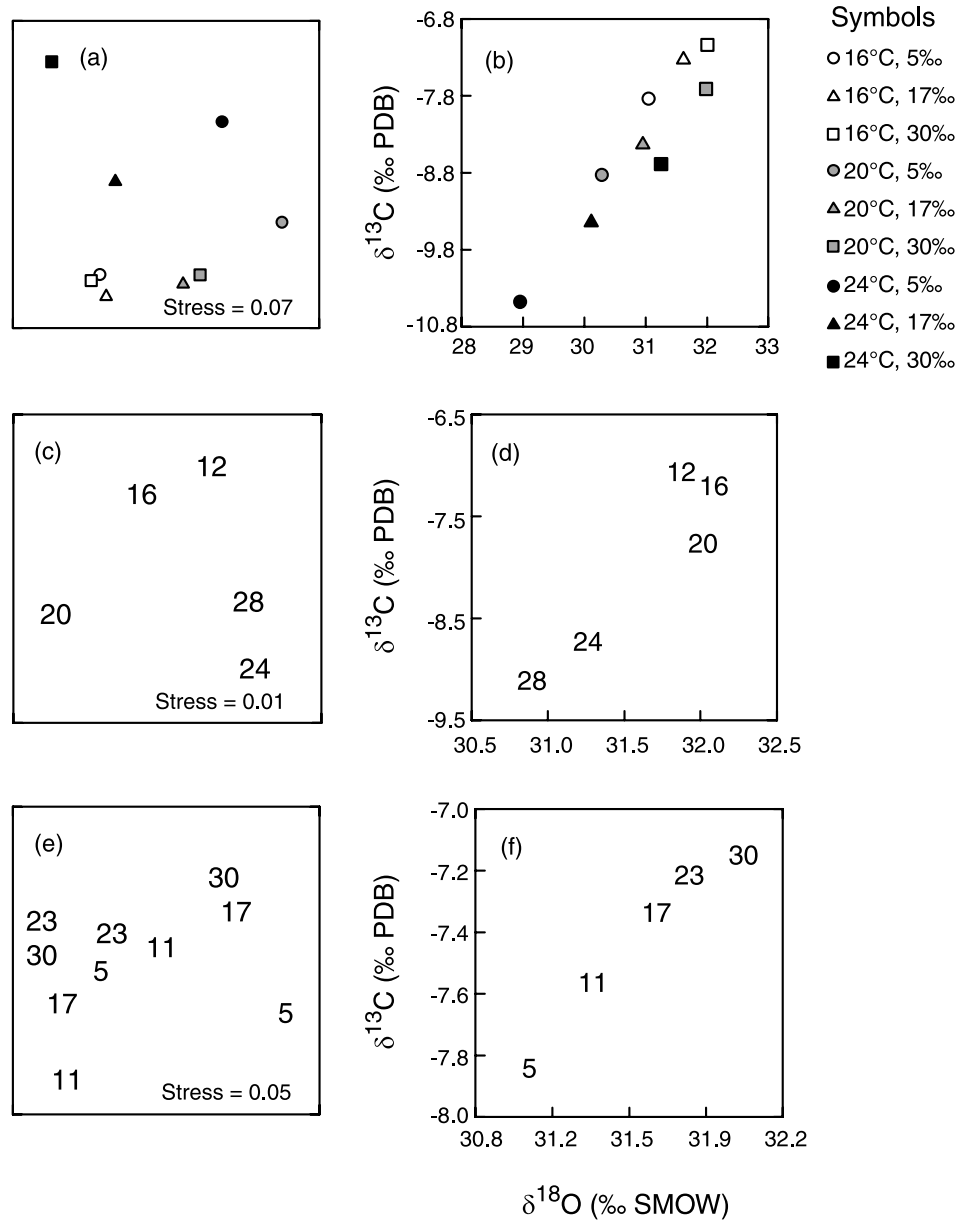 (a)
Stress = 0.07
(b)
δ13C (‰ PDB)
-6.8
-7.8
-8.8
-9.8
-10.8
28 29 30 31 32 33
Symbols
16°C, 5‰
16°C, 17‰
16°C, 30‰
20°C, 5‰
20°C, 17‰
20°C, 30‰
24°C, 5‰
24°C, 17‰
24°C, 30‰
(c)
12
16
28
20
24
Stress = 0.01
(d)
δ13C (‰ PDB)
-6.5
-7.5
-8.5
-9.5
12
16
20
24
28
30.5 31.0 31.5 32.0 32.5
(e)
30
17
23
23
11
30
5
17
5
11
Stress = 0.05
(f)
δ13C (‰ PDB)
-7.0
-7.2
-7.4
-7.6
-7.8
-8.0
30
23
17
11
5
30.8 31.2 31.5 31.9 32.2
δ18O (‰ SMOW)